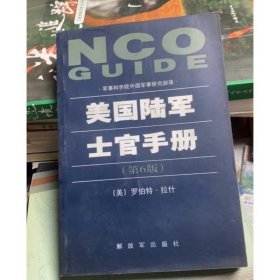 NCO
GUIDE
·军事科学院外国军事研究部译·
美国陆军
士官手册
(第6版)
(美) 罗伯特·拉什
解放军出版社